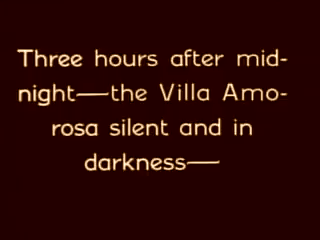 Three hours after mid-
night—the Villa Amo-
rosa silent and in
darkness—